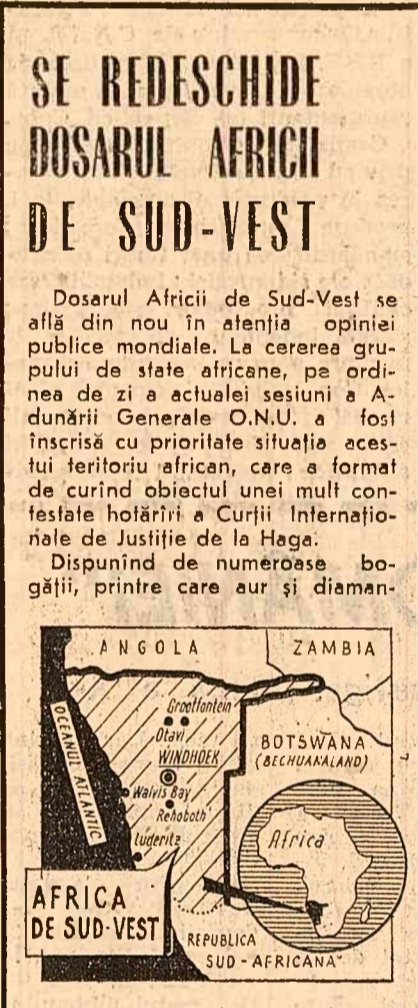 SE REDESCHIDE
DOSARUL AFRICII
DE SUD-VEST
Dosarul Africii de Sud-Vest se
află din nou în atenția opiniei
publice mondiale. La cererea gru-
pului de state africane, pe ordi-
nea de zi a actualei sesiuni a A-
dunării Generale O.N.U. a fost
înscrisă cu prioritate situația aces-
tui teritoriu african, care a format
de curînd obiectul unei mult con-
testate hotărîri a Curții Internațio-
nale de Justiție de la Haga.
Dispunînd de numeroase bo-
gății, printre care aur și diaman-
ANGOLA
ZAMBIA
Grootfontein
Otavi
WINDHOEK
BOTSWANA
(BECHUANALAND)
OCEANUL ATLANTIC
Walvis Bay
Rehoboth
Luderitz
Africa
AFRICA
DE SUD-VEST
REPUBLICA
SUD-AFRICANA